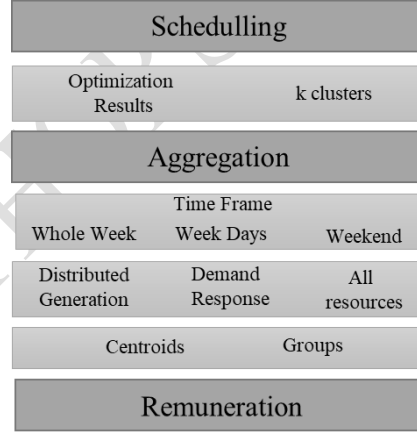 Schedulling
Optimization
Results
k clusters
Aggregation
Time Frame
Whole Week Week Days Weekend
Distributed
Generation
Demand
Response
All
resources
Centroids Groups
Remuneration